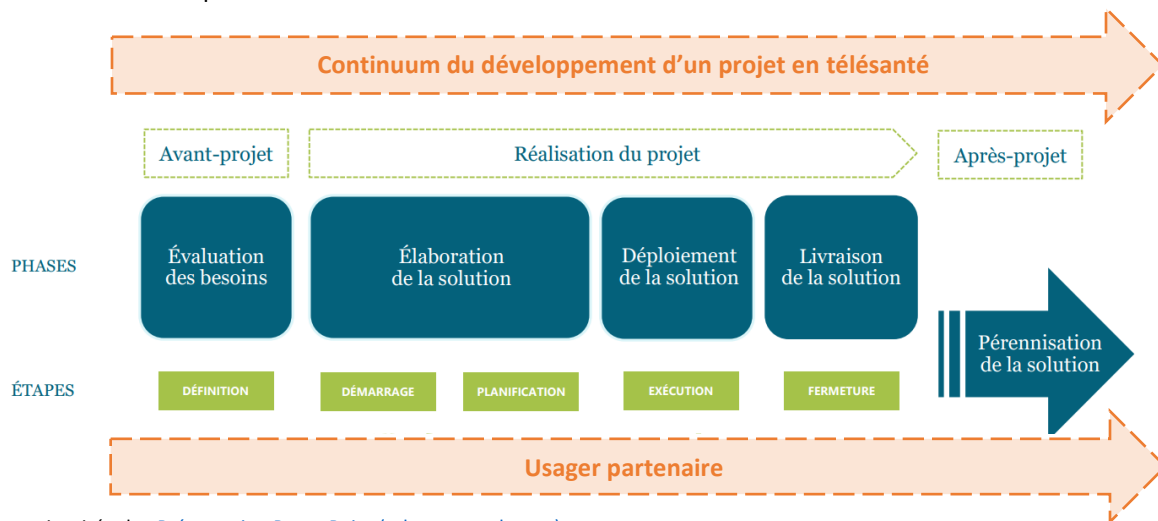 Continuum du développement d'un projet en télésanté
Avant-projet
Réalisation du projet
Après-projet
PHASES
Évaluation
des besoins
Élaboration
de la solution
Déploiement
de la solution
Livraison
de la solution
Pérennisation
de la solution
ÉTAPES
DÉFINITION
DÉMARRAGE
PLANIFICATION
EXÉCUTION
FERMETURE
Usager partenaire